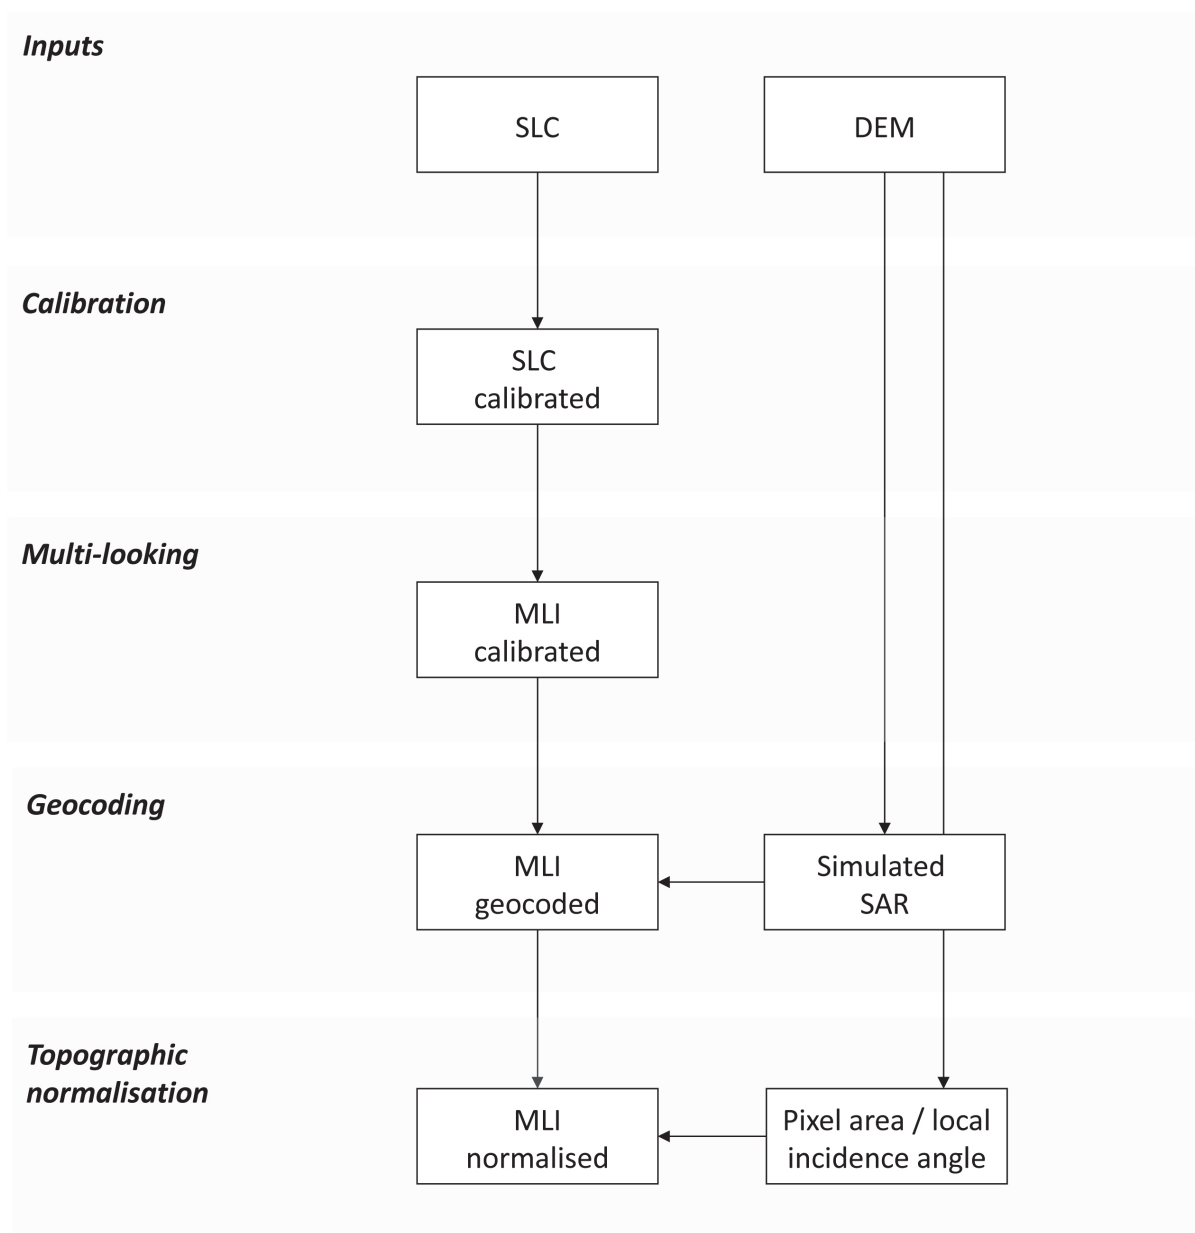 Inputs
SLC
DEM
Calibration
SLC
calibrated
Multi-looking
MLI
calibrated
Geocoding
MLI
geocoded
Simulated
SAR
Topographic
normalisation
MLI
normalised
Pixel area / local
incidence angle